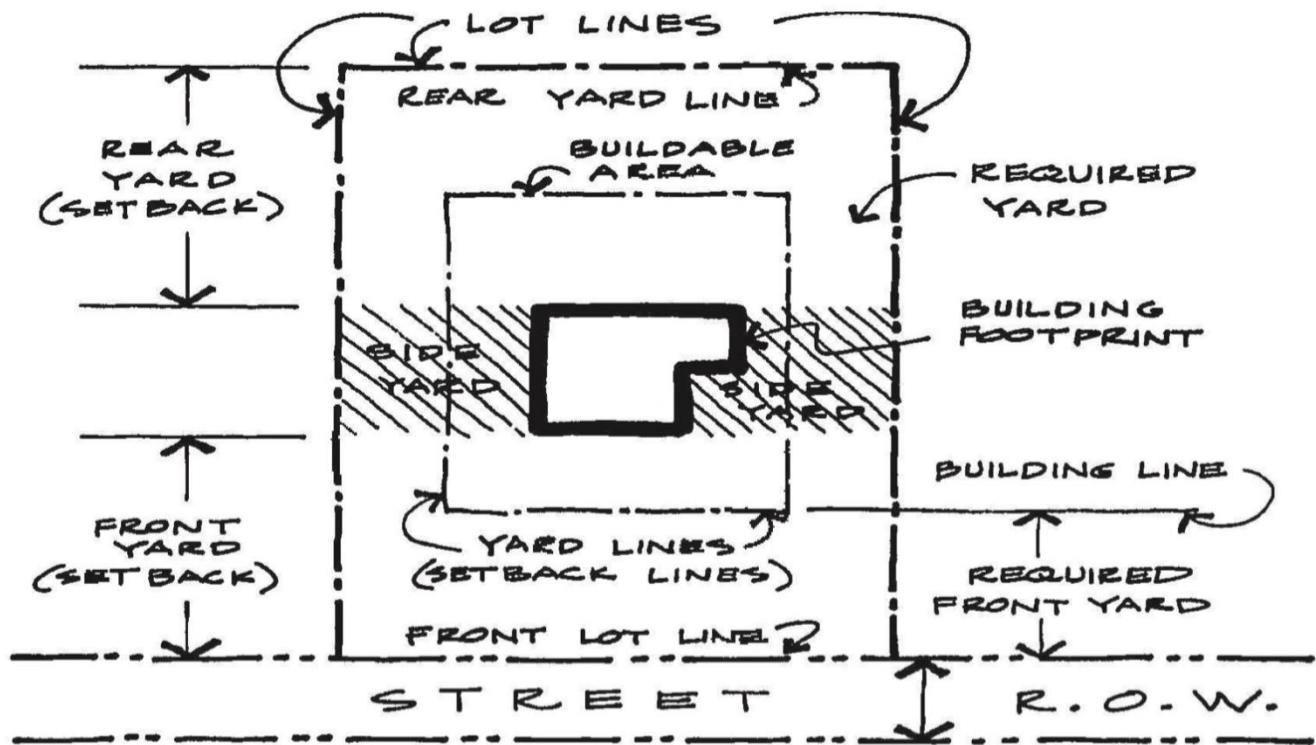 LOT LINES
REAR YARD LINE
REAR
YARD
(SETBACK)
BUILDABLE
AREA
REQUIRED
YARD
BUILDING
FOOTPRINT
SIDE
YARD
SIDE
YARD
BUILDING LINE
FRONT
YARD
(SETBACK)
YARD LINES
(SETBACK LINES)
REQUIRED
FRONT YARD
FRONT LOT LINE
STREET R.O.W.